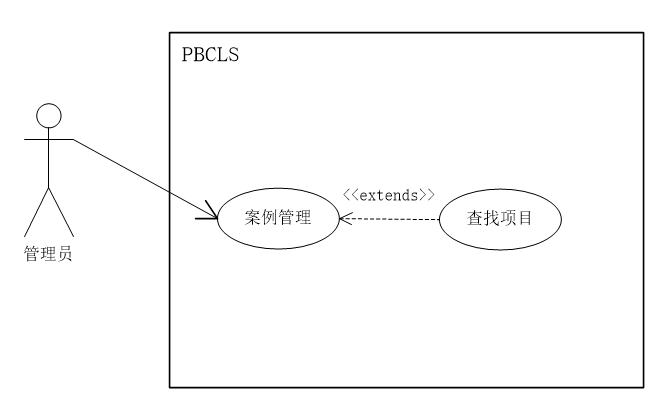 PBCLS
<<extends>>
案例管理
查找项目
管理员